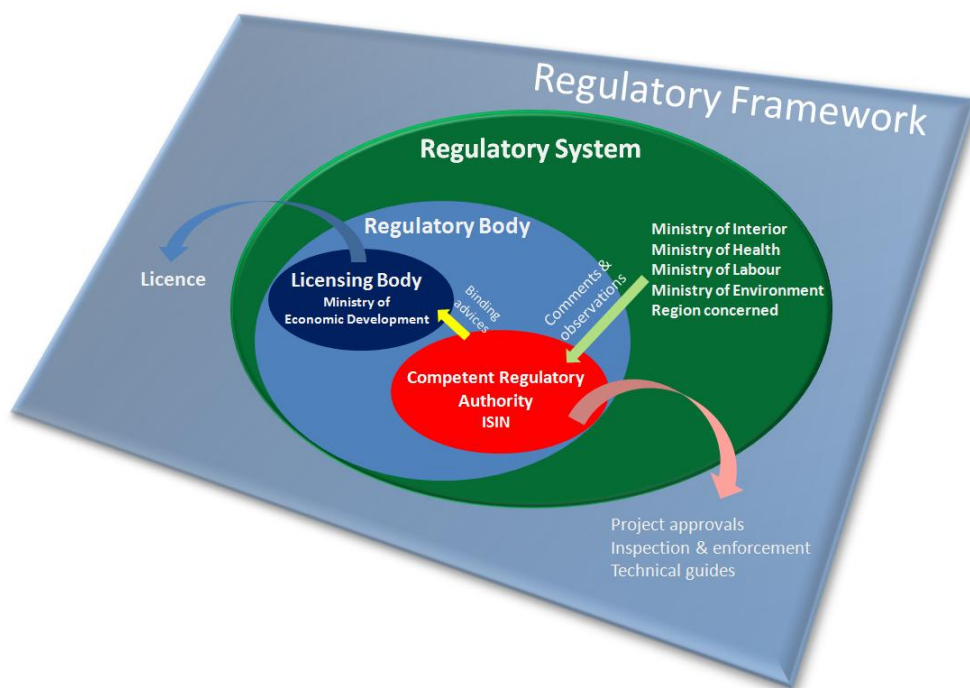 Regulatory Framework
Regulatory System
Regulatory Body
Licence
Licensing Body
Ministry of
Economic Development
Binding
advices
Comments &
observations
Ministry of Interior
Ministry of Health
Ministry of Labour
Ministry of Environment
Region concerned
Competent Regulatory
Authority
ISIN
Project approvals
Inspection & enforcement
Technical guides